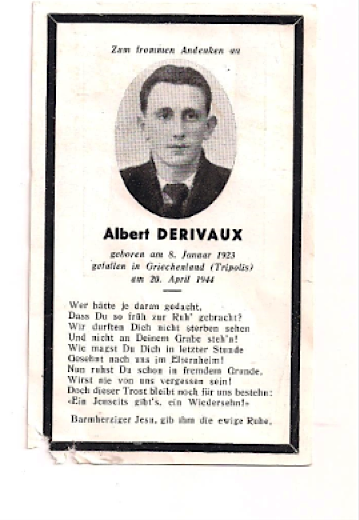 Zum frommen Andenken an
Albert DERIVAUX
geboren am 8. Januar 1923
gefallen in Griechenland (Tripolis)
am 20. April 1944
Wer hätte je daran gedacht,
Dass Du so früh zur Ruh' gebracht?
Wir durften Dich nicht sterben sehen
Und nicht an Deinem Grabe steh'n!
Wie magst Du Dich in letzter Stunde
Gesehnt nach uns im Elternheim!
Nun ruhst Du schon in fremdem Grunde,
Wirst nie von uns vergessen sein!
Doch dieser Trost bleibt noch für uns bestehn:
«Ein Jenseits gibt's, ein Wiedersehn!»
Barmherziger Jesu, gib ihm die ewige Ruhe.